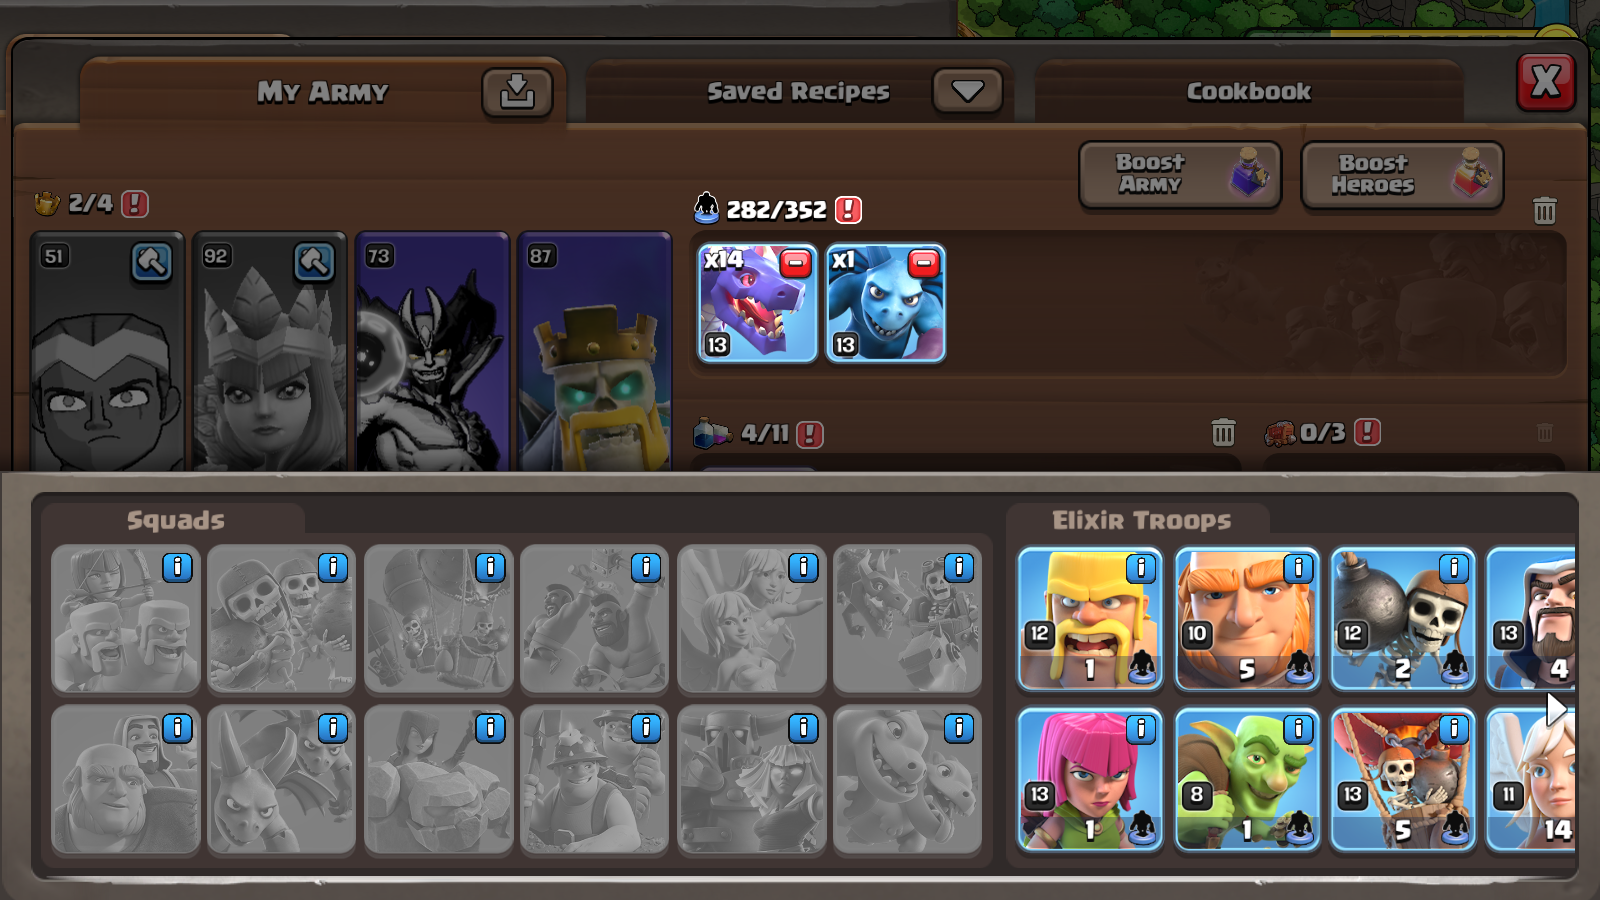 My Army
Saved Recipes
Cookbook
X
Boost
Army
Boost
Heroes
2/4
!
282/352
!
51
92
73
87
x14
13
x1
13
4/11
!
0/3
!
Squads
Elixir Troops
i
i
i
i
i
i
i
12
1
i
10
5
i
12
2
13
4
i
i
i
i
i
i
i
13
1
i
8
1
i
13
5
11
14